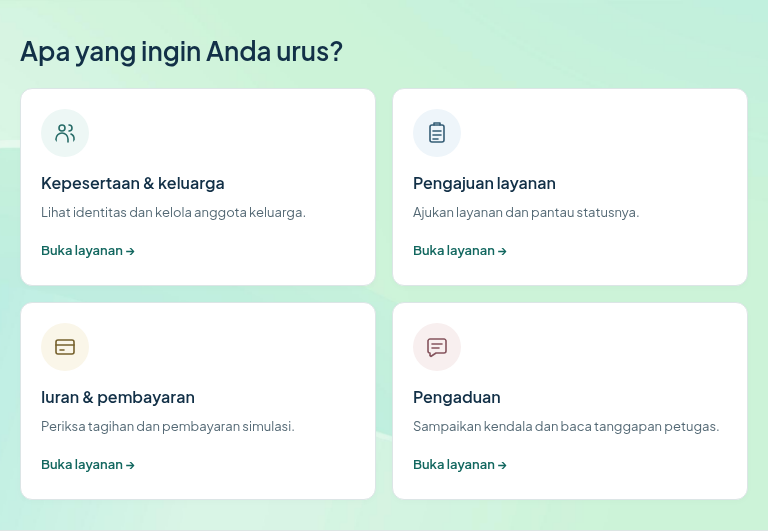 Apa yang ingin Anda urus?
Kepesertaan & keluarga
Lihat identitas dan kelola anggota keluarga.
Buka layanan →
Pengajuan layanan
Ajukan layanan dan pantau statusnya.
Buka layanan →
Iuran & pembayaran
Periksa tagihan dan pembayaran simulasi.
Buka layanan →
Pengaduan
Sampaikan kendala dan baca tanggapan petugas.
Buka layanan →